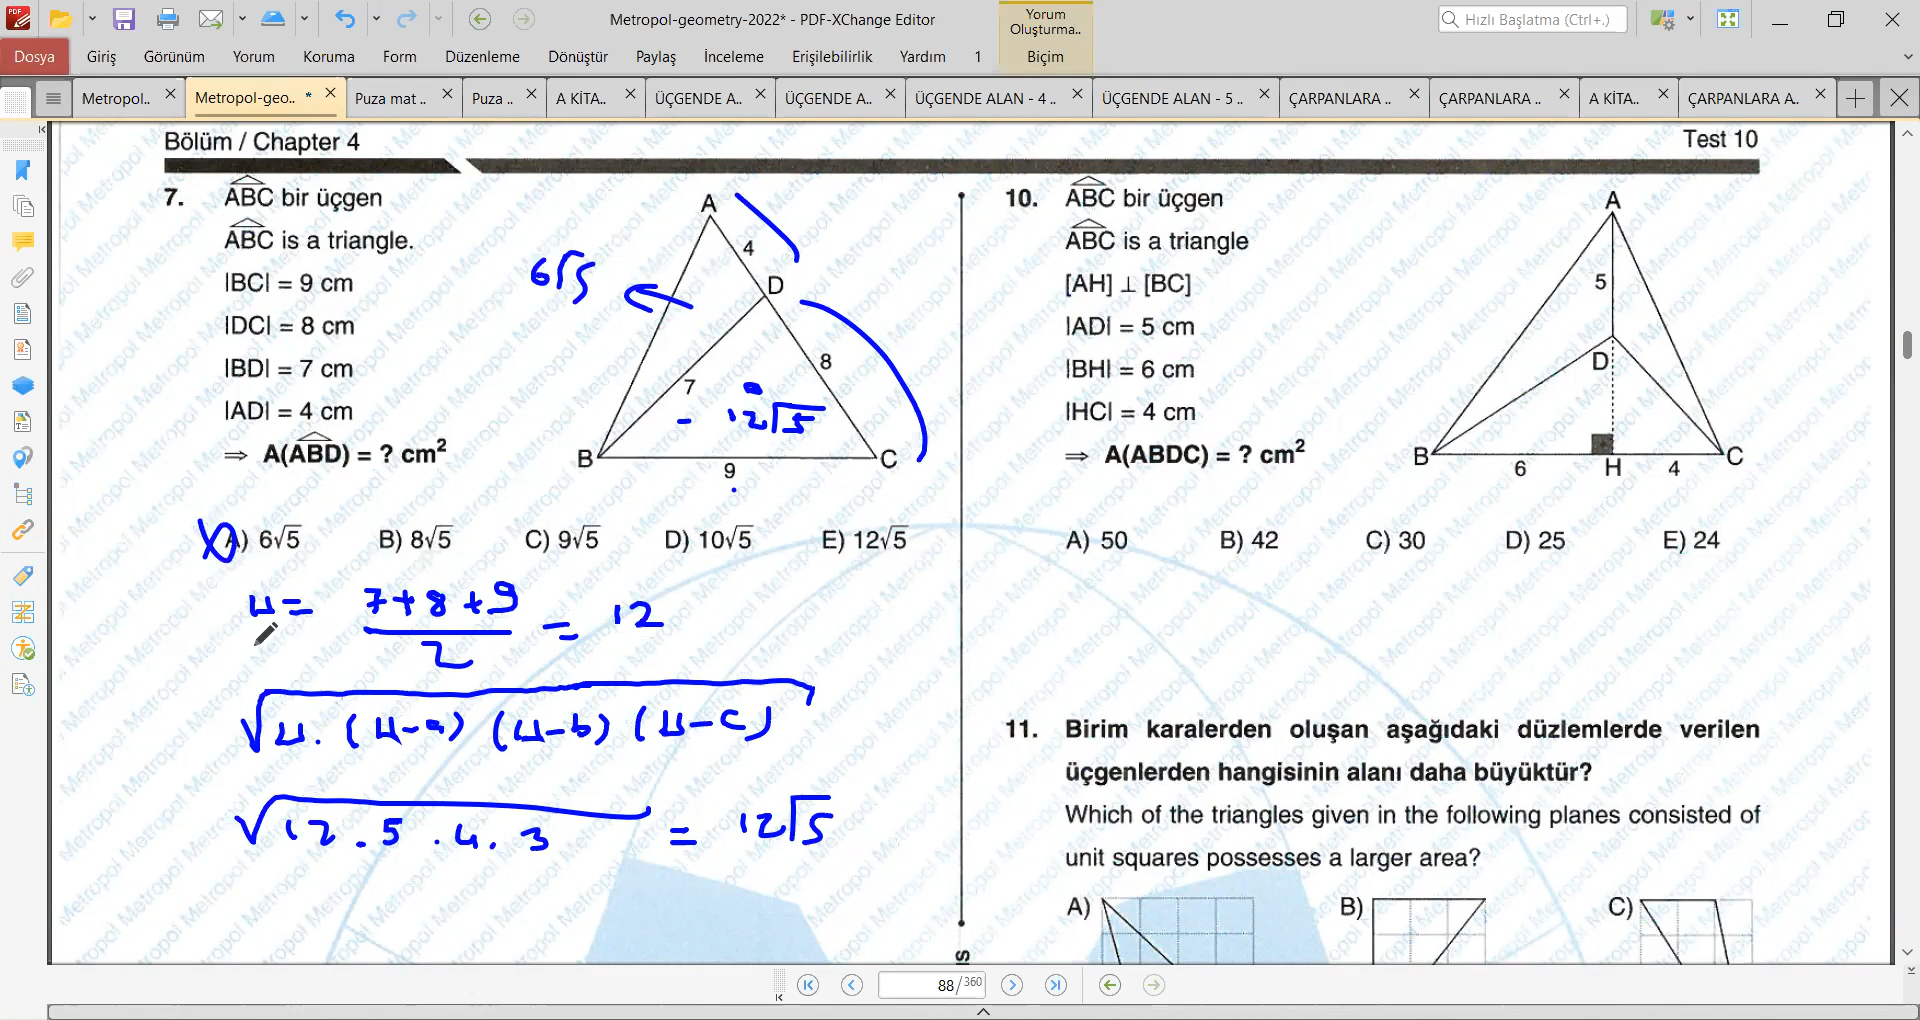 Metropol-geometry-2022* - PDF-XChange Editor
Yorum
Oluşturma..
Hızlı Başlatma (Ctrl+.)
Dosya Giriş Görünüm Yorum Koruma Form Düzenleme Dönüştür Paylaş İnceleme Erişilebilirlik Yardım 1 Biçim
Metropol.. Metropol-geo.. * Puza mat .. Puza .. A KİTA.. ÜÇGENDE A.. ÜÇGENDE A.. ÜÇGENDE ALAN - 4 .. ÜÇGENDE ALAN - 5 .. ÇARPANLARA .. ÇARPANLARA .. A KİTA.. ÇARPANLARA A..
Bölüm / Chapter 4
Test 10
7. ABC bir üçgen
ABC is a triangle.
|BC| = 9 cm
|DC| = 8 cm
|BD| = 7 cm
|AD| = 4 cm
⇒ A(ABD) = ? cm²
A
4
D
6√5
8
7
12√5
B
C
9
A) 6√5 B) 8√5 C) 9√5 D) 10√5 E) 12√5
u = 7+8+9 / 2 = 12
√u.(u-a)(u-b)(u-c)
√12.5.4.3 = 12√5
10. ABC bir üçgen
ABC is a triangle
[AH] ⊥ [BC]
|AD| = 5 cm
|BH| = 6 cm
|HC| = 4 cm
⇒ A(ABDC) = ? cm²
A
5
D
B
C
6
H
4
A) 50 B) 42 C) 30 D) 25 E) 24
11. Birim karalerden oluşan aşağıdaki düzlemlerde verilen
üçgenlerden hangisinin alanı daha büyüktür?
Which of the triangles given in the following planes consisted of
unit squares possesses a larger area?
A) B) C)
88 / 360